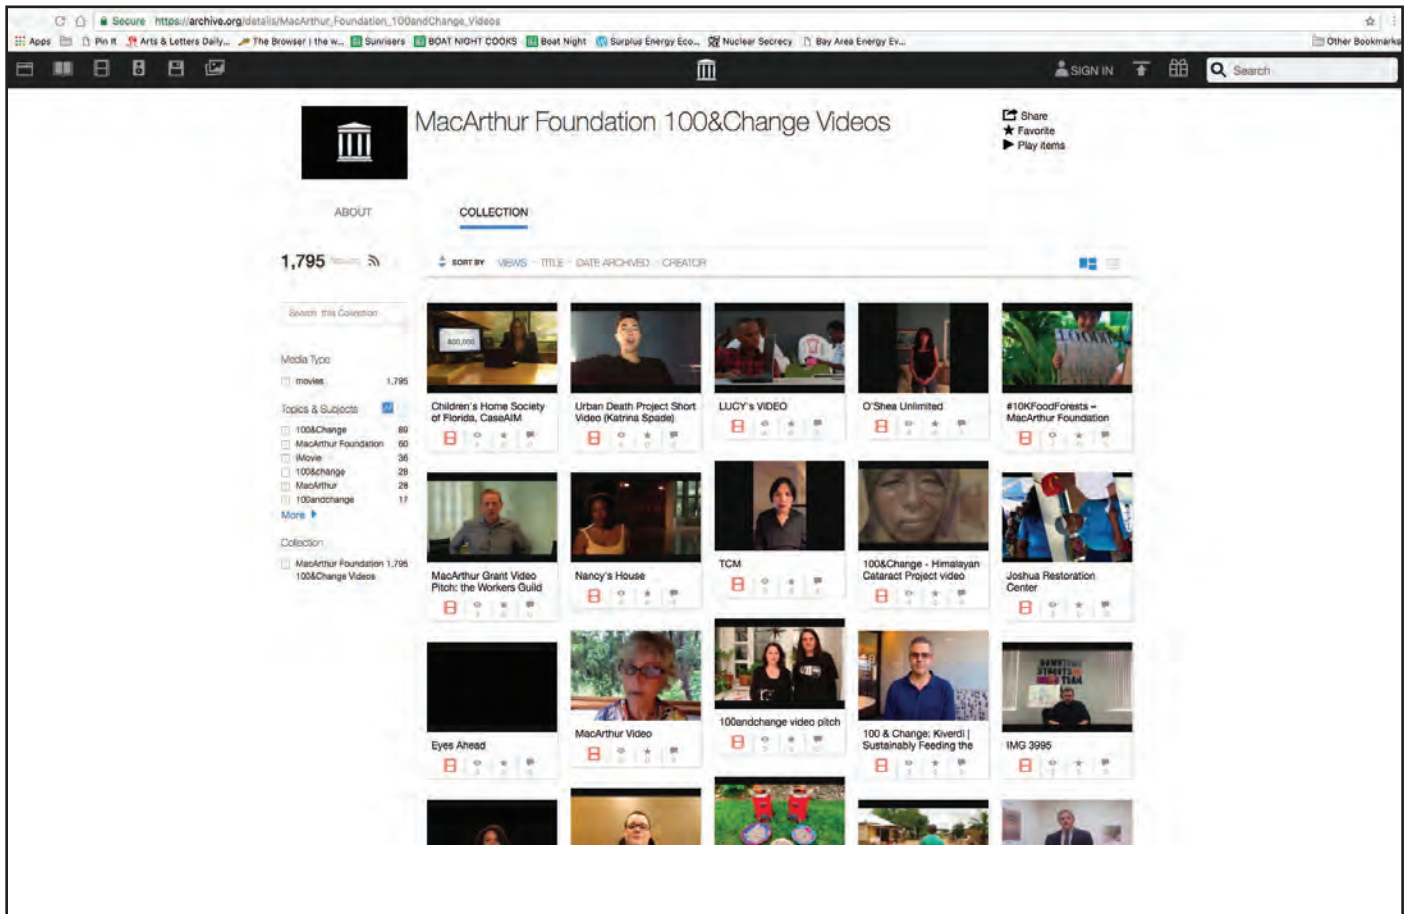 Secure https://archive.org/details/MacArthur_Foundation_100andChange_Videos
Apps Pin It Arts & Letters Daily... The Browser | the w... Sunrisers BOAT NIGHT COOKS Boat Night Surplus Energy Eco... Nuclear Secrecy Bay Area Energy Ev... Other Bookmarks
SIGN IN Search
MacArthur Foundation 100&Change Videos
Share
Favorite
Play items
ABOUT COLLECTION
1,795
SORT BY VIEWS · TITLE · DATE ARCHIVED · CREATOR
Search this Collection
Media Type
movies 1,795
Topics & Subjects
100&Change 89
MacArthur Foundation 60
iMovie 36
100&change 28
MacArthur 28
100andchange 17
More
Collection
MacArthur Foundation 1,795
100&Change Videos
600,000
Children's Home Society
of Florida, CaseAIM
Urban Death Project Short
Video (Katrina Spade)
LUCY's VIDEO
O'Shea Unlimited
#10KFoodForests –
MacArthur Foundation
MacArthur Grant Video
Pitch: the Workers Guild
Nancy's House
TCM
100&Change - Himalayan
Cataract Project video
Joshua Restoration
Center
Eyes Ahead
MacArthur Video
100andchange video pitch
100 & Change: Kiverdi |
Sustainably Feeding the
DOWNTOWN
STREETS
TEAM
IMG 3995